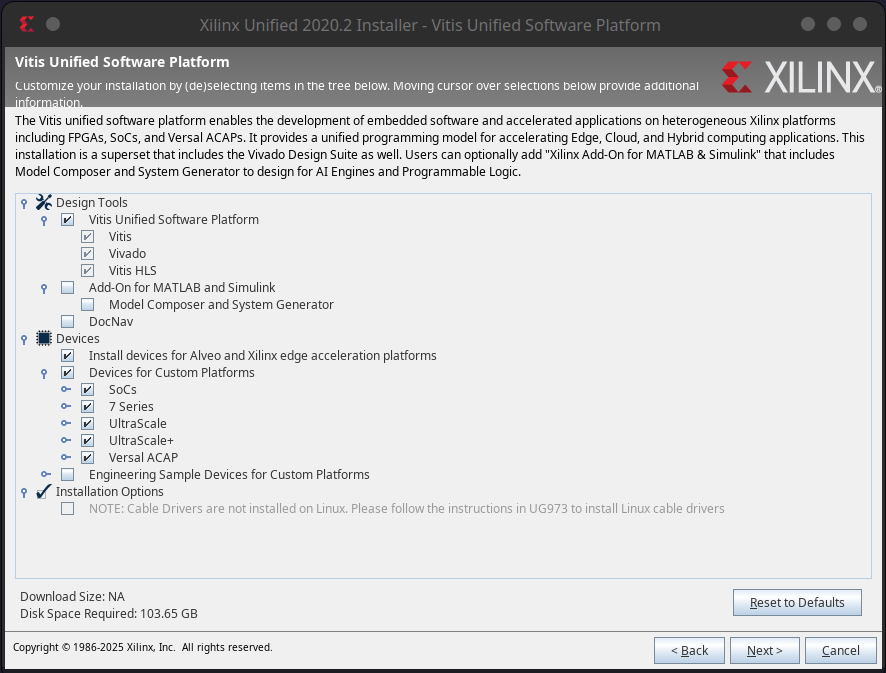 Xilinx Unified 2020.2 Installer - Vitis Unified Software Platform
Vitis Unified Software Platform
Customize your installation by (de)selecting items in the tree below. Moving cursor over selections below provide additional
information.
XILINX®
The Vitis unified software platform enables the development of embedded software and accelerated applications on heterogeneous Xilinx platforms
including FPGAs, SoCs, and Versal ACAPs. It provides a unified programming model for accelerating Edge, Cloud, and Hybrid computing applications. This
installation is a superset that includes the Vivado Design Suite as well. Users can optionally add "Xilinx Add-On for MATLAB & Simulink" that includes
Model Composer and System Generator to design for AI Engines and Programmable Logic.
Design Tools
Vitis Unified Software Platform
Vitis
Vivado
Vitis HLS
Add-On for MATLAB and Simulink
Model Composer and System Generator
DocNav
Devices
Install devices for Alveo and Xilinx edge acceleration platforms
Devices for Custom Platforms
SoCs
7 Series
UltraScale
UltraScale+
Versal ACAP
Engineering Sample Devices for Custom Platforms
Installation Options
NOTE: Cable Drivers are not installed on Linux. Please follow the instructions in UG973 to install Linux cable drivers
Download Size: NA
Disk Space Required: 103.65 GB
Reset to Defaults
Copyright © 1986-2025 Xilinx, Inc. All rights reserved.
< Back
Next >
Cancel